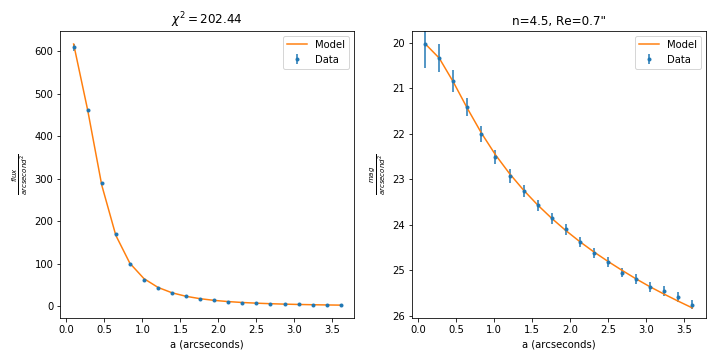 χ² = 202.44
n=4.5, Re=0.7"
Model
Data
Model
Data
600
500
400
300
200
100
0
flux
arcsecond²
0.0 0.5 1.0 1.5 2.0 2.5 3.0 3.5
a (arcseconds)
20
21
22
23
24
25
26
mag
arcsecond²
0.0 0.5 1.0 1.5 2.0 2.5 3.0 3.5
a (arcseconds)